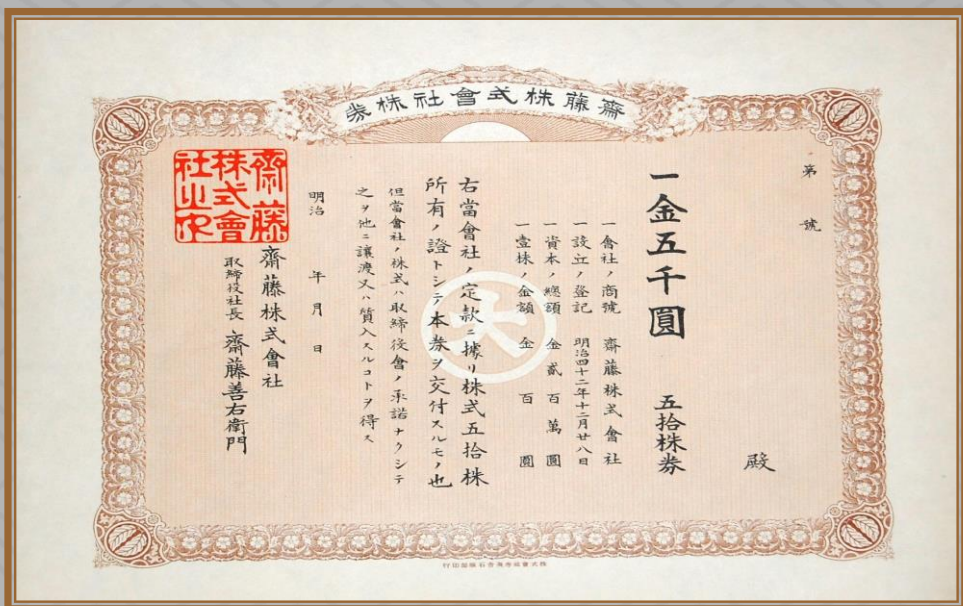 齋藤株式會社株券
第　號
殿
一金五千圓　五拾株券
一會社ノ商號　齋藤株式會社
一設立ノ登記　明治四十二年十二月廿八日
一資本ノ總額　金貳百萬圓
一壹株ノ金額　金百圓
右當會社ノ定款ニ據リ株式五拾株
所有ノ證トシテ本券ヲ交付スルモノ也
但當會社ノ株式ハ取締役會ノ承諾ナクシテ
之ヲ他ニ讓渡又ハ質入スルコトヲ得ス
明治　年　月　日
齋藤株式會社
取締役社長　齋藤善右衛門
齋藤
株式會
社之印